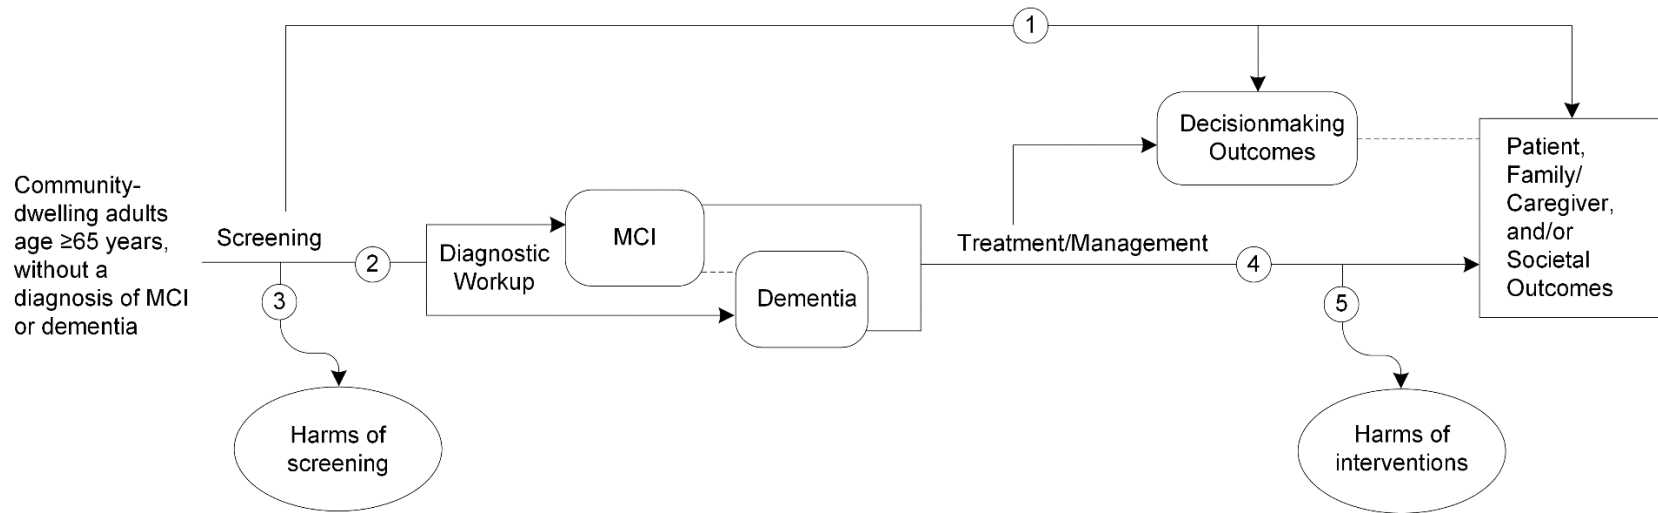 1
Decisionmaking
Outcomes
Patient,
Family/
Caregiver,
and/or
Societal
Outcomes
Community-
dwelling adults
age ≥65 years,
without a
diagnosis of MCI
or dementia
Screening
2
3
Diagnostic
Workup
MCI
Dementia
Treatment/Management
4
5
Harms of
screening
Harms of
interventions